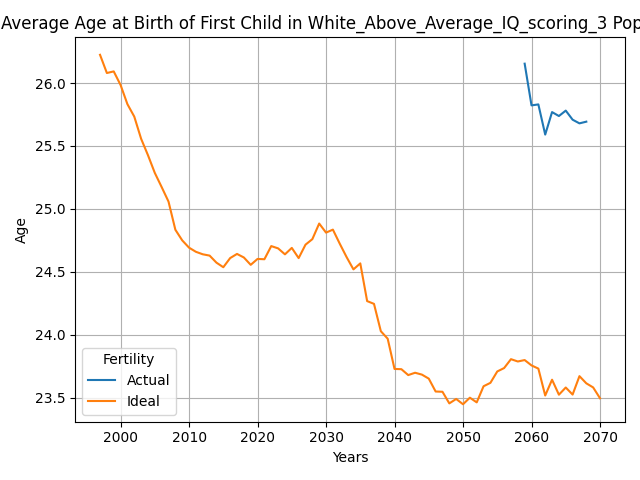 Average Age at Birth of First Child in White_Above_Average_IQ_scoring_3 Pop
26.0
25.5
25.0
24.5
24.0
23.5
Age
Fertility
Actual
Ideal
2000 2010 2020 2030 2040 2050 2060 2070
Years